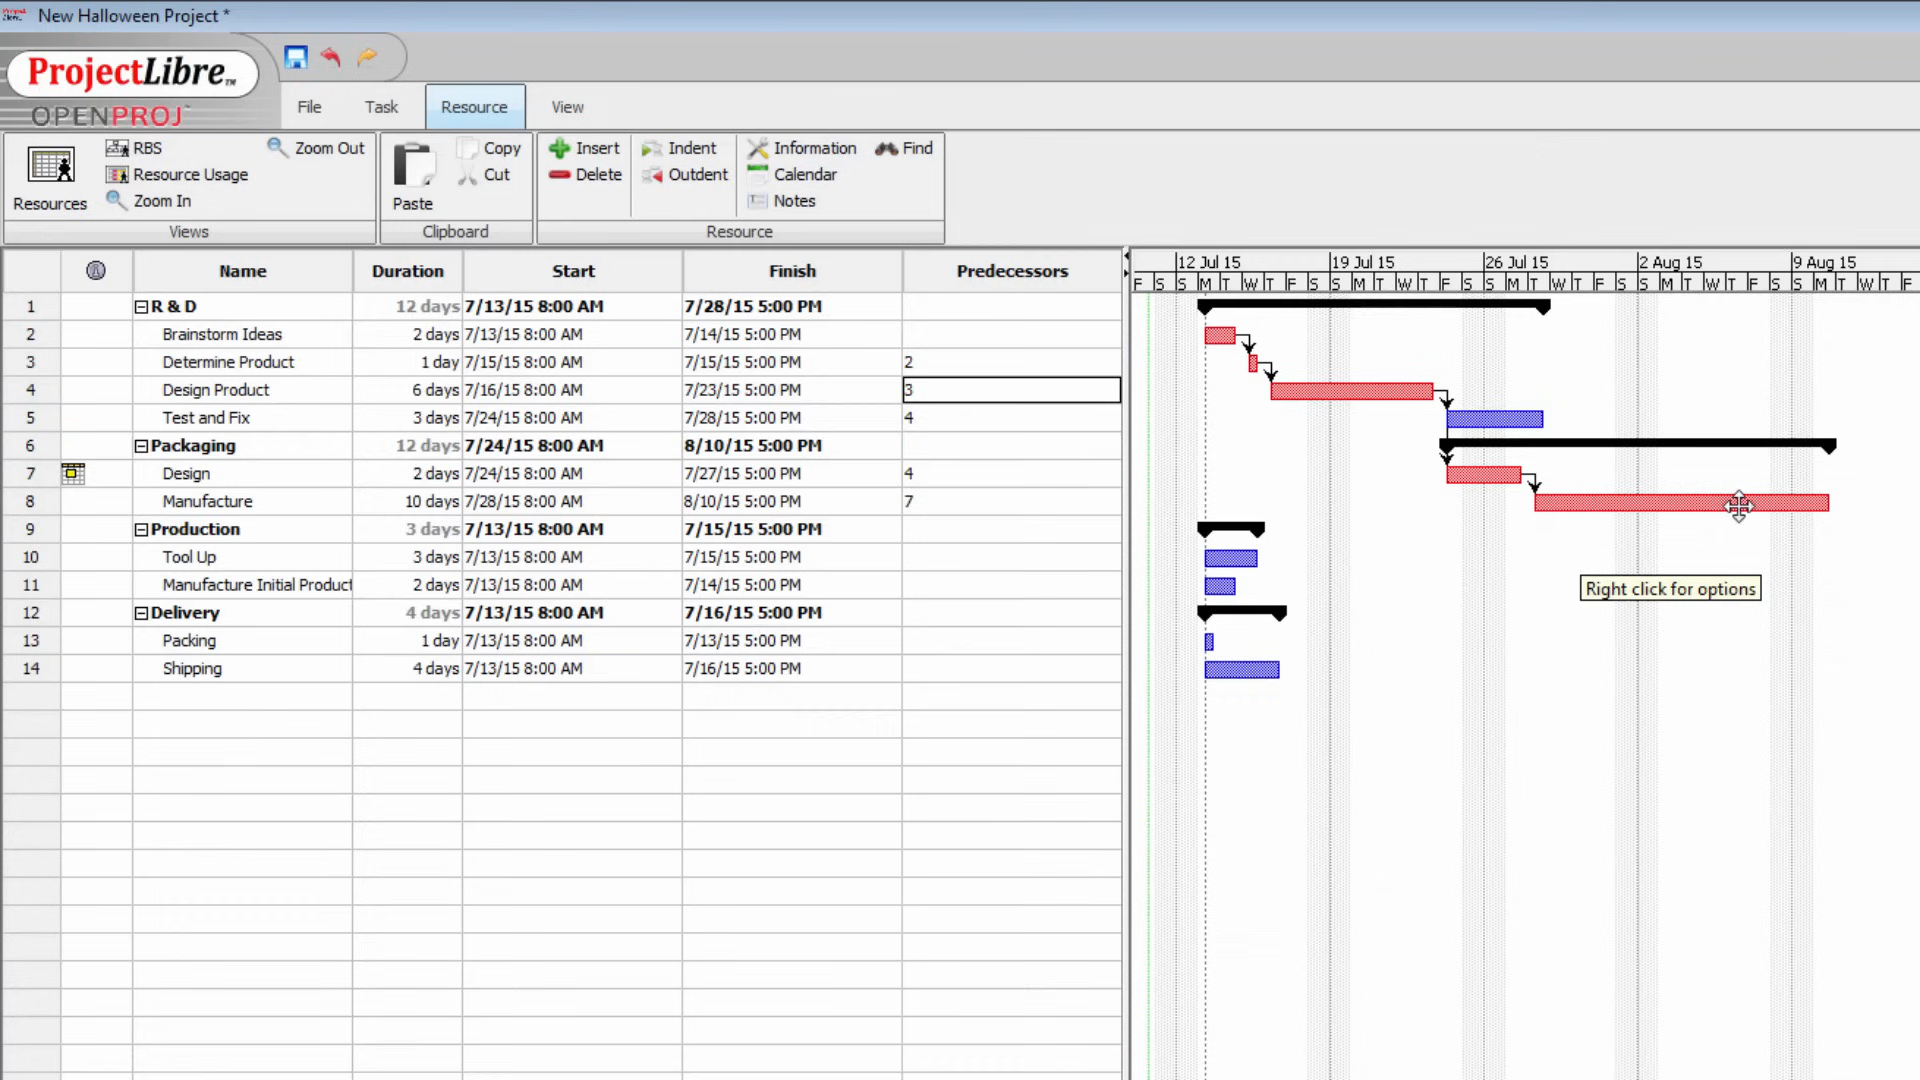 New Halloween Project *
ProjectLibre™
OPENPROJ
File Task Resource View
Resources
RBS
Resource Usage
Zoom In
Zoom Out
Views
Paste
Copy
Cut
Clipboard
Insert
Delete
Indent
Outdent
Information
Calendar
Notes
Find
Resource
Name Duration Start Finish Predecessors
1 R & D 12 days 7/13/15 8:00 AM 7/28/15 5:00 PM
2 Brainstorm Ideas 2 days 7/13/15 8:00 AM 7/14/15 5:00 PM
3 Determine Product 1 day 7/15/15 8:00 AM 7/15/15 5:00 PM 2
4 Design Product 6 days 7/16/15 8:00 AM 7/23/15 5:00 PM 3
5 Test and Fix 3 days 7/24/15 8:00 AM 7/28/15 5:00 PM 4
6 Packaging 12 days 7/24/15 8:00 AM 8/10/15 5:00 PM
7 Design 2 days 7/24/15 8:00 AM 7/27/15 5:00 PM 4
8 Manufacture 10 days 7/28/15 8:00 AM 8/10/15 5:00 PM 7
9 Production 3 days 7/13/15 8:00 AM 7/15/15 5:00 PM
10 Tool Up 3 days 7/13/15 8:00 AM 7/15/15 5:00 PM
11 Manufacture Initial Product 2 days 7/13/15 8:00 AM 7/14/15 5:00 PM
12 Delivery 4 days 7/13/15 8:00 AM 7/16/15 5:00 PM
13 Packing 1 day 7/13/15 8:00 AM 7/13/15 5:00 PM
14 Shipping 4 days 7/13/15 8:00 AM 7/16/15 5:00 PM
12 Jul 15 19 Jul 15 26 Jul 15 2 Aug 15 9 Aug 15
F S S M T W T F S S M T W T F S S M T W T F S S M T W T F S S M T W T F
Right click for options